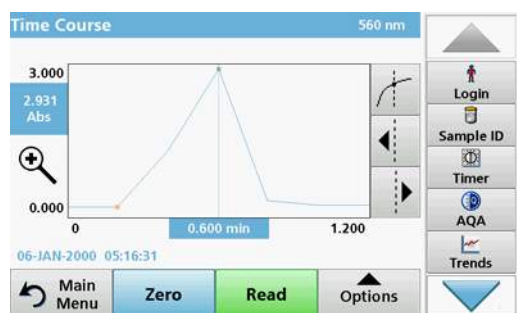 Time Course 560 nm
3.000
2.931
Abs
0.000
0 0.600 min 1.200
06-JAN-2000 05:16:31
Main
Menu
Zero
Read
Options
Login
Sample ID
Timer
AQA
Trends